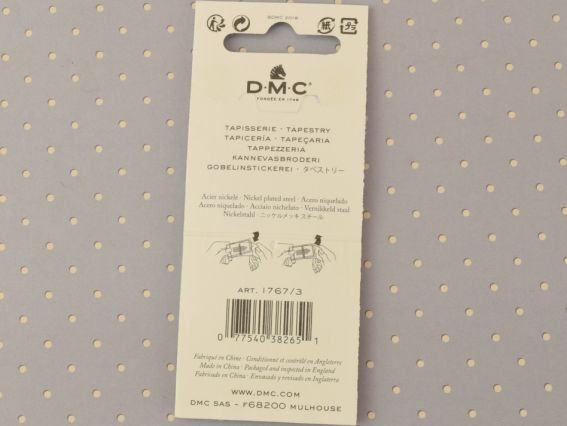 ©DMC 2018
紙
プラ
D·M·C®
FONDÉE EN 1746
TAPISSERIE · TAPESTRY
TAPICERÍA · TAPEÇARIA
TAPPEZZERIA
KANNEVASBRODERI
GOBELINSTICKEREI · タペストリー
Acier nickelé · Nickel plated steel · Acero niquelado
Acero niquelado · Acciaio nichelato · Vernikkeld staal
Nickelstahl · ニッケルメッキ スチール
ART. 1767/3
0 77540 38265 1
Fabriqué en Chine · Conditionné et contrôlé en Angleterre
Made in China · Packaged and inspected in England
Fabricado en China · Envasado y revisado en Inglaterra
WWW.DMC.COM
DMC SAS – F68200 MULHOUSE